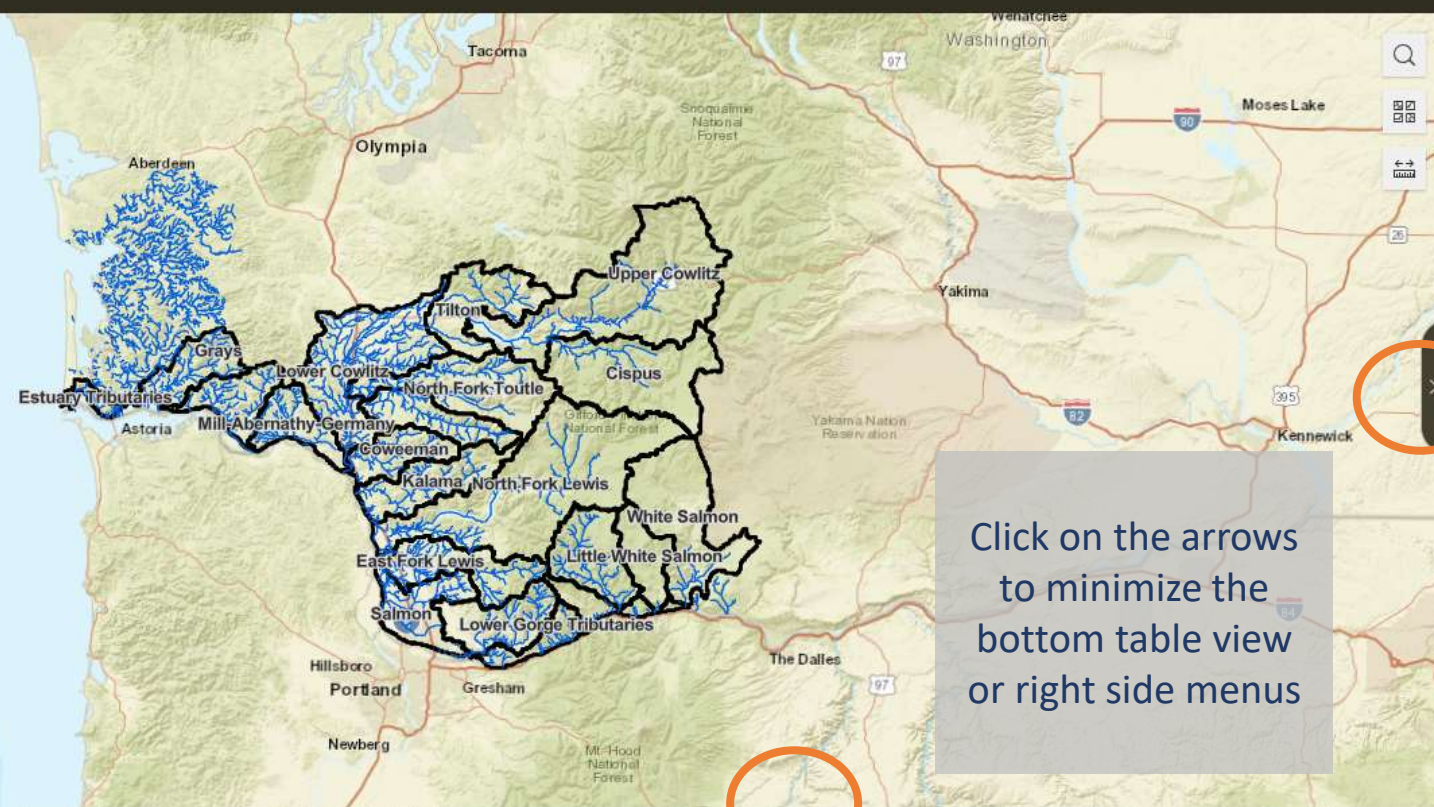 Wenatchee
Washington
Tacoma
97
Snoqualmie
National
Forest
Moses Lake
90
Olympia
Aberdeen
26
Upper Cowlitz
Yakima
Tilton
Grays
Lower Cowlitz
Cispus
North Fork Toutle
Estuary Tributaries
395
82
Astoria
Mill-Abernathy-Germany
National Forest
Yakama Nation
Reservation
Kennewick
Coweeman
Kalama
North Fork Lewis
White Salmon
East Fork Lewis
Little White Salmon
Click on the arrows
to minimize the
bottom table view
or right side menus
84
Salmon
Lower Gorge Tributaries
Hillsboro
The Dalles
Portland
Gresham
97
Newberg
Mt. Hood
National
Forest